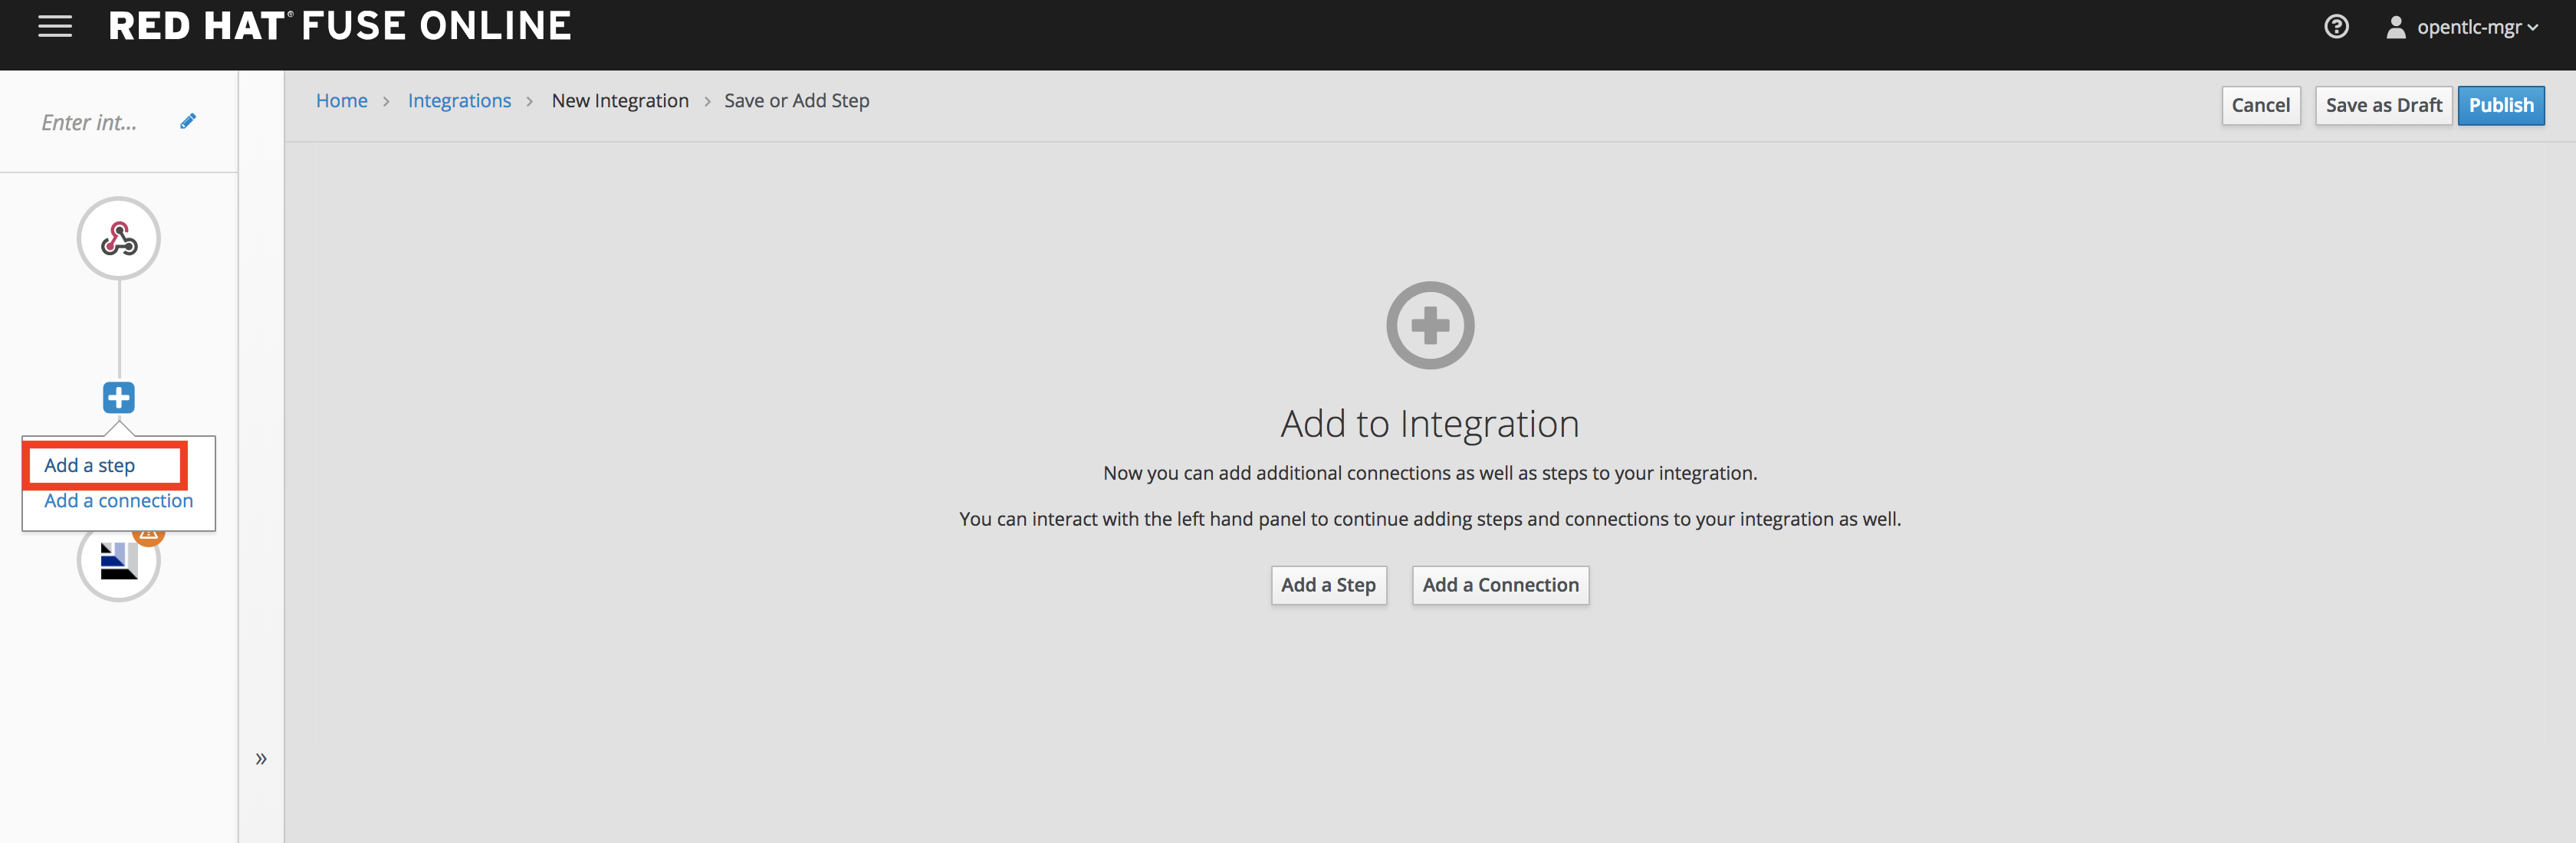 RED HAT® FUSE ONLINE
opentlc-mgr
Enter int...
Home > Integrations > New Integration > Save or Add Step
Cancel
Save as Draft
Publish
Add a step
Add a connection
Add to Integration
Now you can add additional connections as well as steps to your integration.
You can interact with the left hand panel to continue adding steps and connections to your integration as well.
Add a Step
Add a Connection